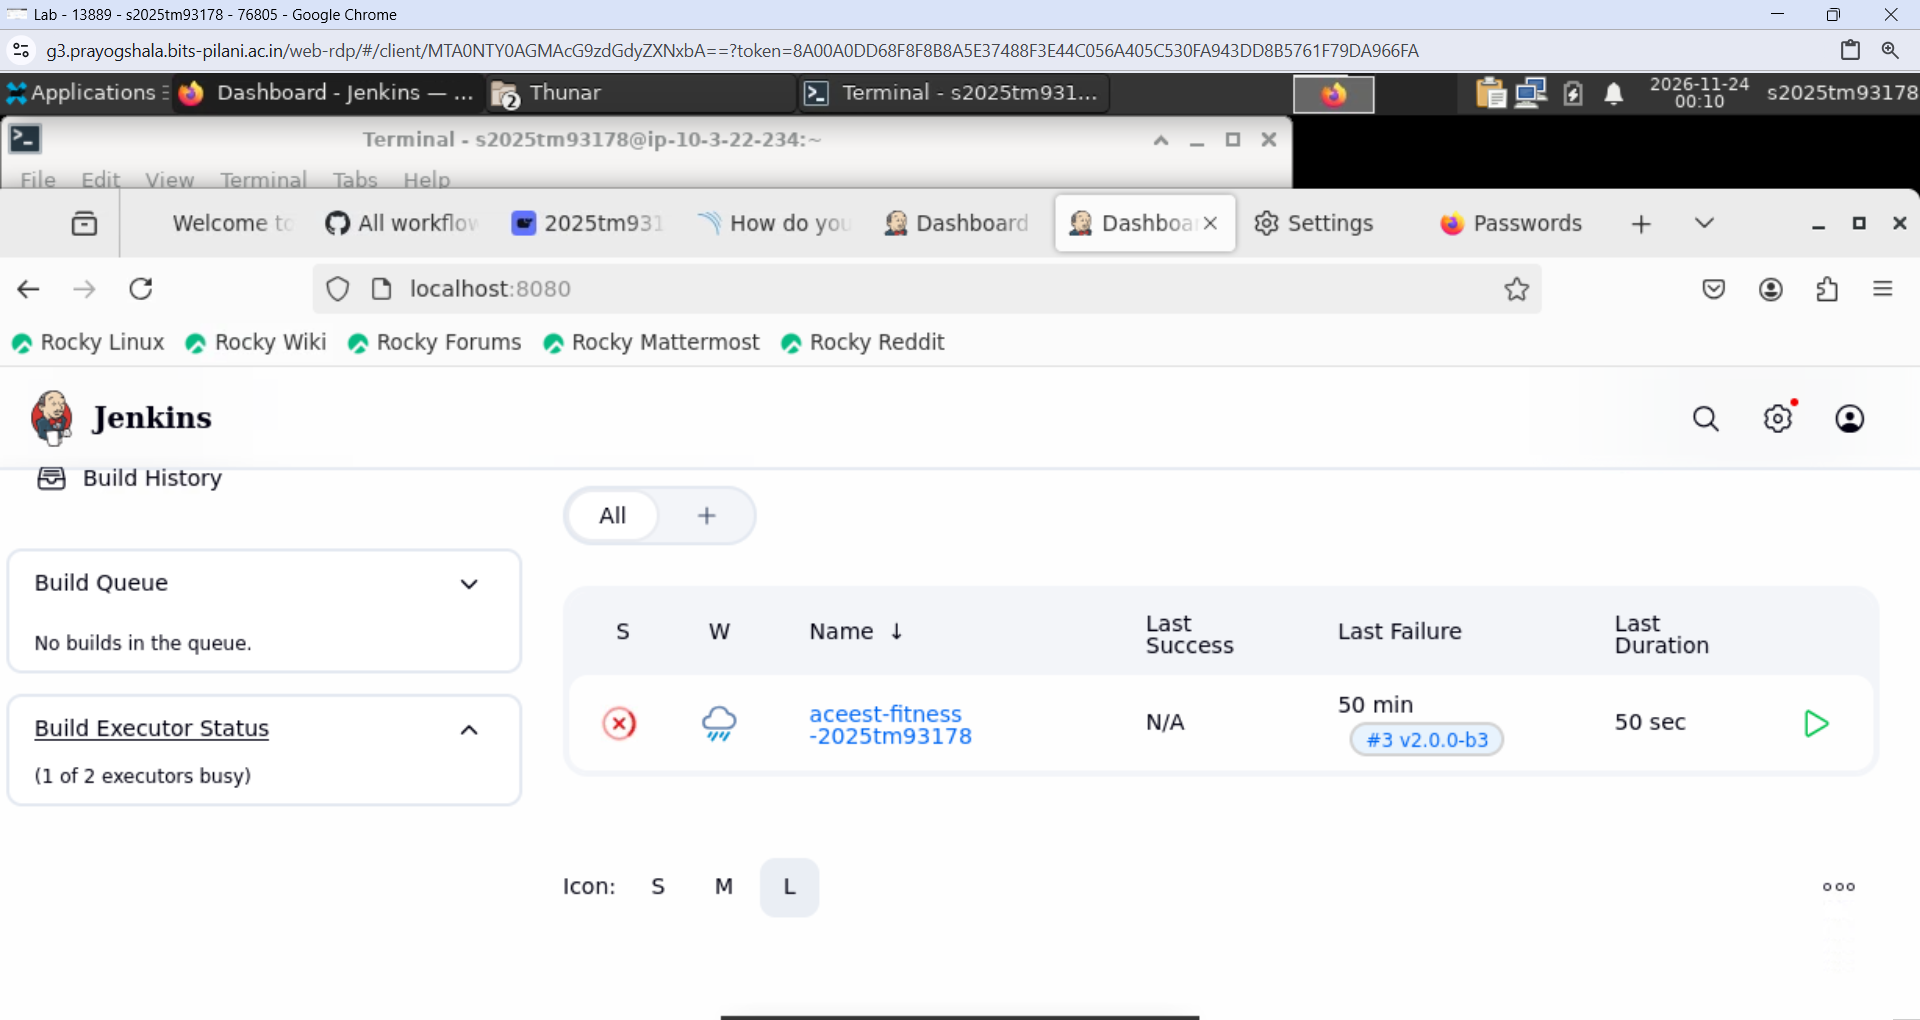 Lab - 13889 - s2025tm93178 - 76805 - Google Chrome
g3.prayogshala.bits-pilani.ac.in/web-rdp/#/client/MTA0NTY0AGMAcG9zdGdyZXNxbA==?token=8A00A0DD68F8F8B8A5E37488F3E44C056A405C530FA943DD8B5761F79DA966FA
Applications Dashboard - Jenkins — ... 2 Thunar Terminal - s2025tm931... 2026-11-24 00:10 s2025tm93178
Terminal - s2025tm93178@ip-10-3-22-234:~
File Edit View Terminal Tabs Help
Welcome to All workflow 2025tm931 How do you Dashboard Dashboar Settings Passwords
localhost:8080
Rocky Linux Rocky Wiki Rocky Forums Rocky Mattermost Rocky Reddit
Jenkins
Build History
All +
Build Queue
No builds in the queue.
Build Executor Status
(1 of 2 executors busy)
S W Name ↓ Last Success Last Failure Last Duration
aceest-fitness
-2025tm93178
N/A
50 min
#3 v2.0.0-b3
50 sec
Icon: S M L